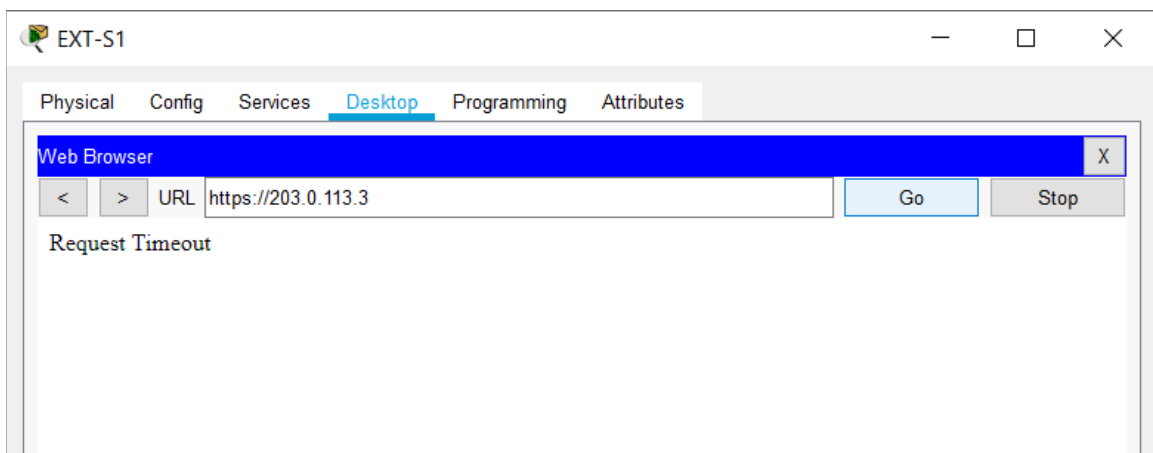 EXT-S1
Physical Config Services Desktop Programming Attributes
Web Browser X
< > URL https://203.0.113.3 Go Stop
Request Timeout